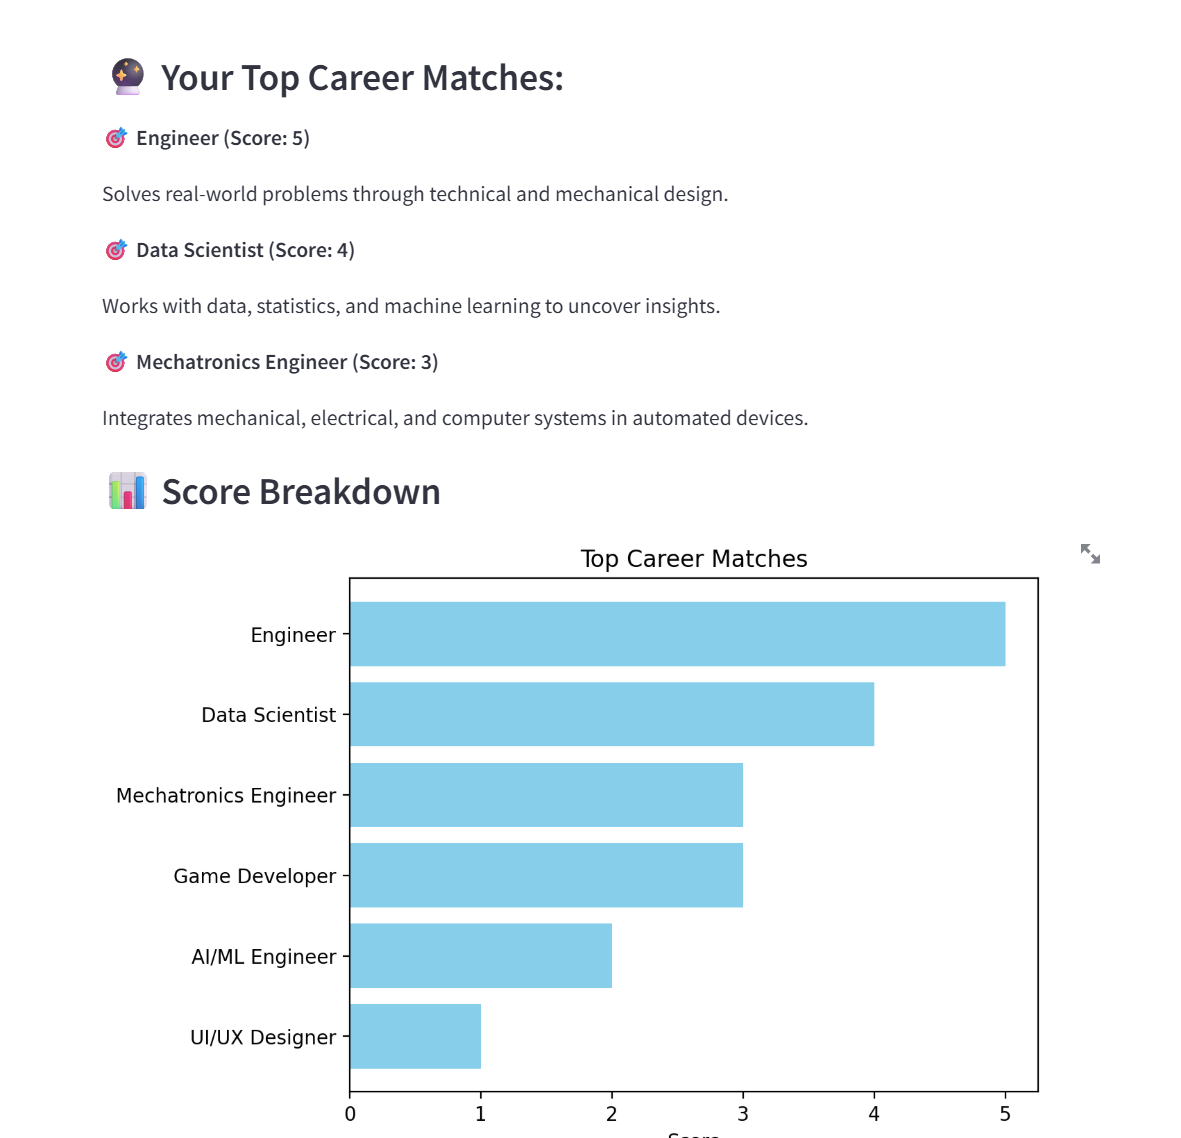 Your Top Career Matches:
Engineer (Score: 5)
Solves real-world problems through technical and mechanical design.
Data Scientist (Score: 4)
Works with data, statistics, and machine learning to uncover insights.
Mechatronics Engineer (Score: 3)
Integrates mechanical, electrical, and computer systems in automated devices.
Score Breakdown
Top Career Matches
Engineer
Data Scientist
Mechatronics Engineer
Game Developer
AI/ML Engineer
UI/UX Designer
0 1 2 3 4 5
Score